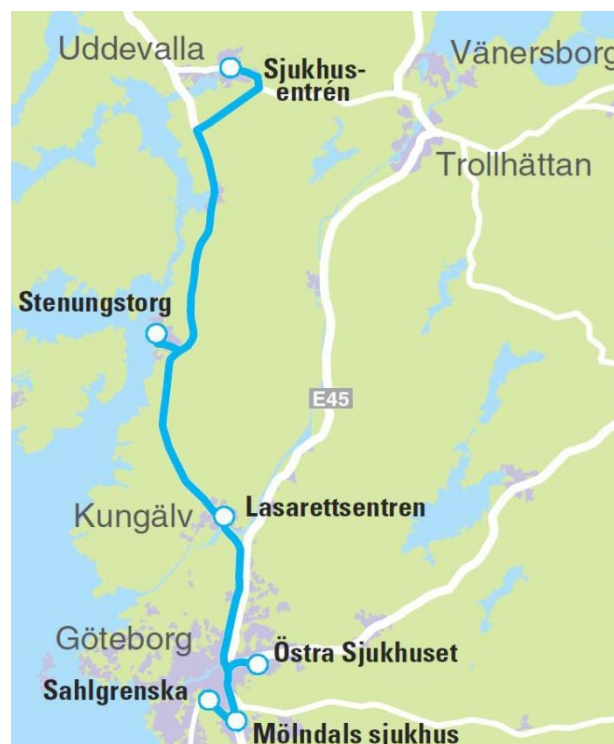 Uddevalla
Vänersborg
Sjukhus-
entrén
Trollhättan
Stenungstorg
E45
Kungälv
Lasarettsentren
Göteborg
Östra Sjukhuset
Sahlgrenska
Mölndals sjukhus